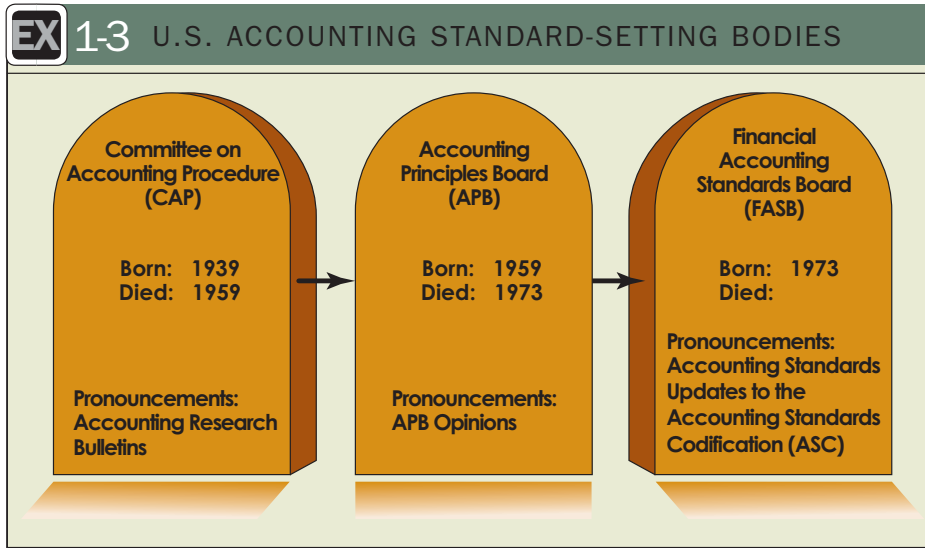 EX 1-3 U.S. ACCOUNTING STANDARD-SETTING BODIES
Committee on
Accounting Procedure
(CAP)
Born: 1939
Died: 1959
Pronouncements:
Accounting Research
Bulletins
Accounting
Principles Board
(APB)
Born: 1959
Died: 1973
Pronouncements:
APB Opinions
Financial
Accounting
Standards Board
(FASB)
Born: 1973
Died:
Pronouncements:
Accounting Standards
Updates to the
Accounting Standards
Codification (ASC)